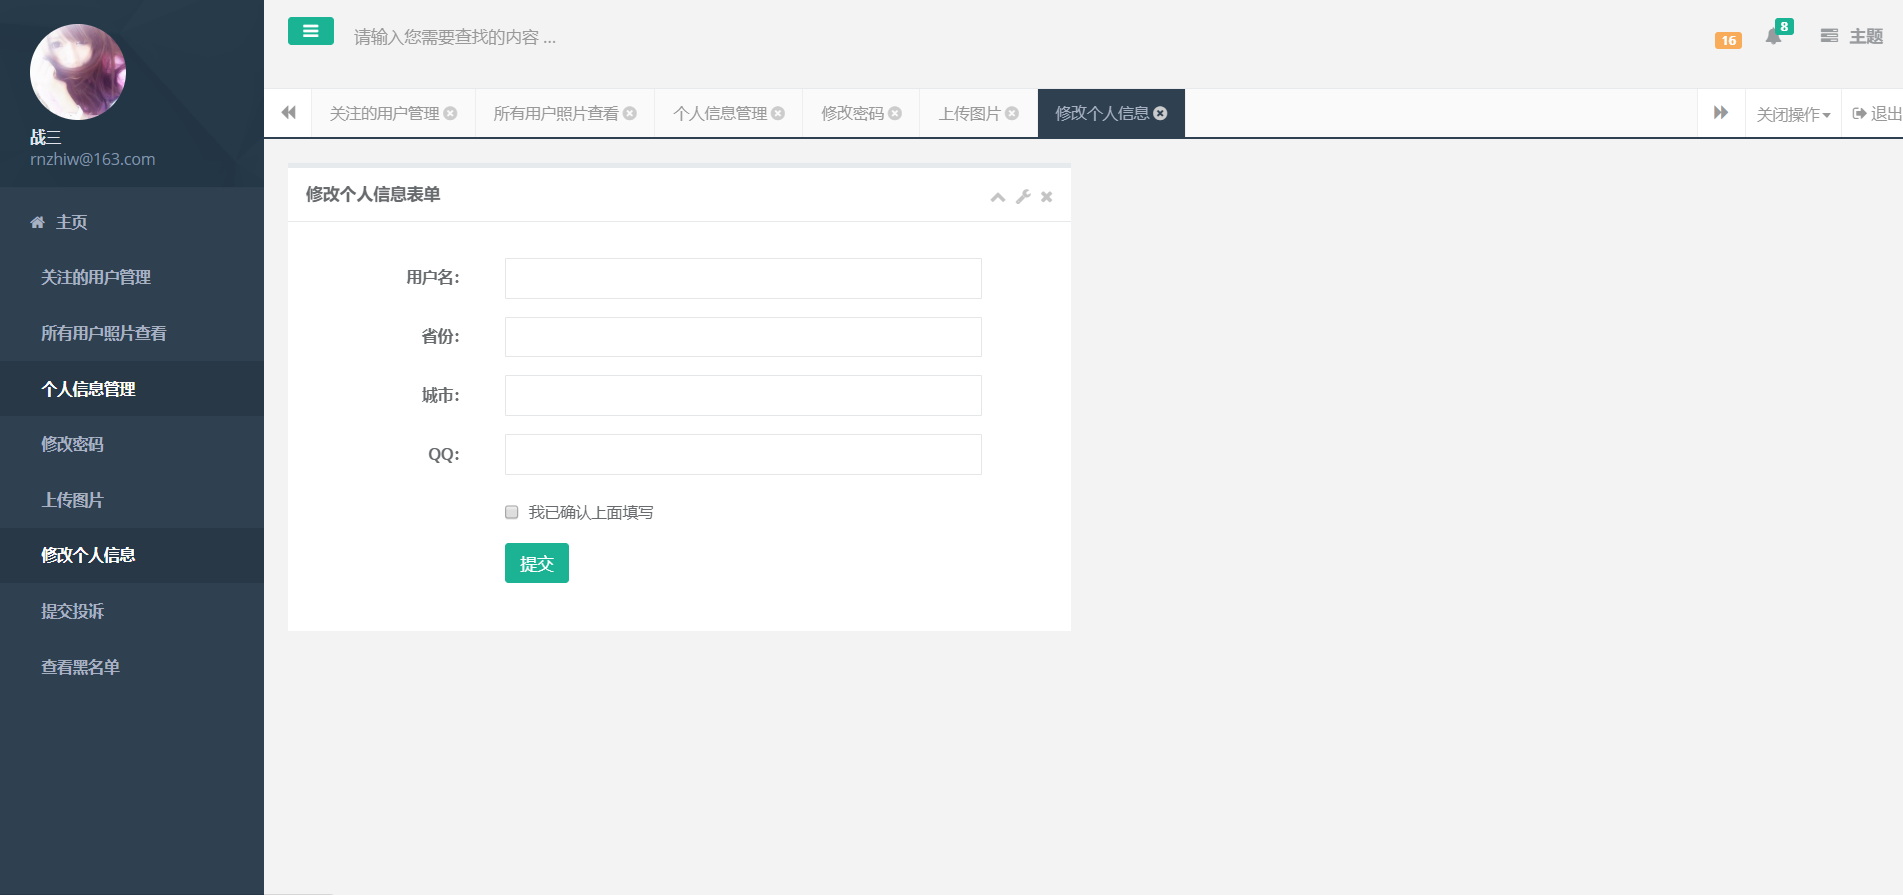 战三
rnzhiw@163.com
主页
关注的用户管理
所有用户照片查看
个人信息管理
修改密码
上传图片
修改个人信息
提交投诉
查看黑名单
请输入您需要查找的内容 ...
16
8
主题
关注的用户管理
所有用户照片查看
个人信息管理
修改密码
上传图片
修改个人信息
关闭操作
退出
修改个人信息表单
用户名：
省份：
城市：
QQ：
我已确认上面填写
提交